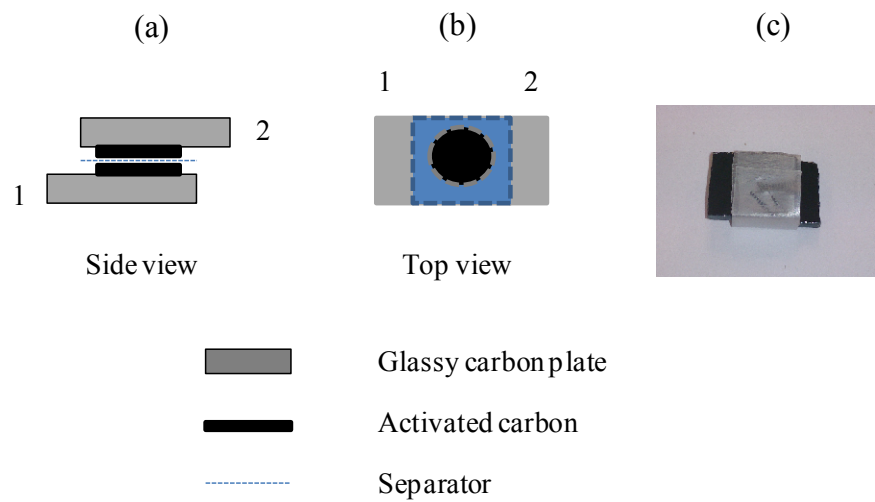 (a)
(b)
(c)
1
2
1
2
Side view
Top view
Glassy carbon plate
Activated carbon
Separator